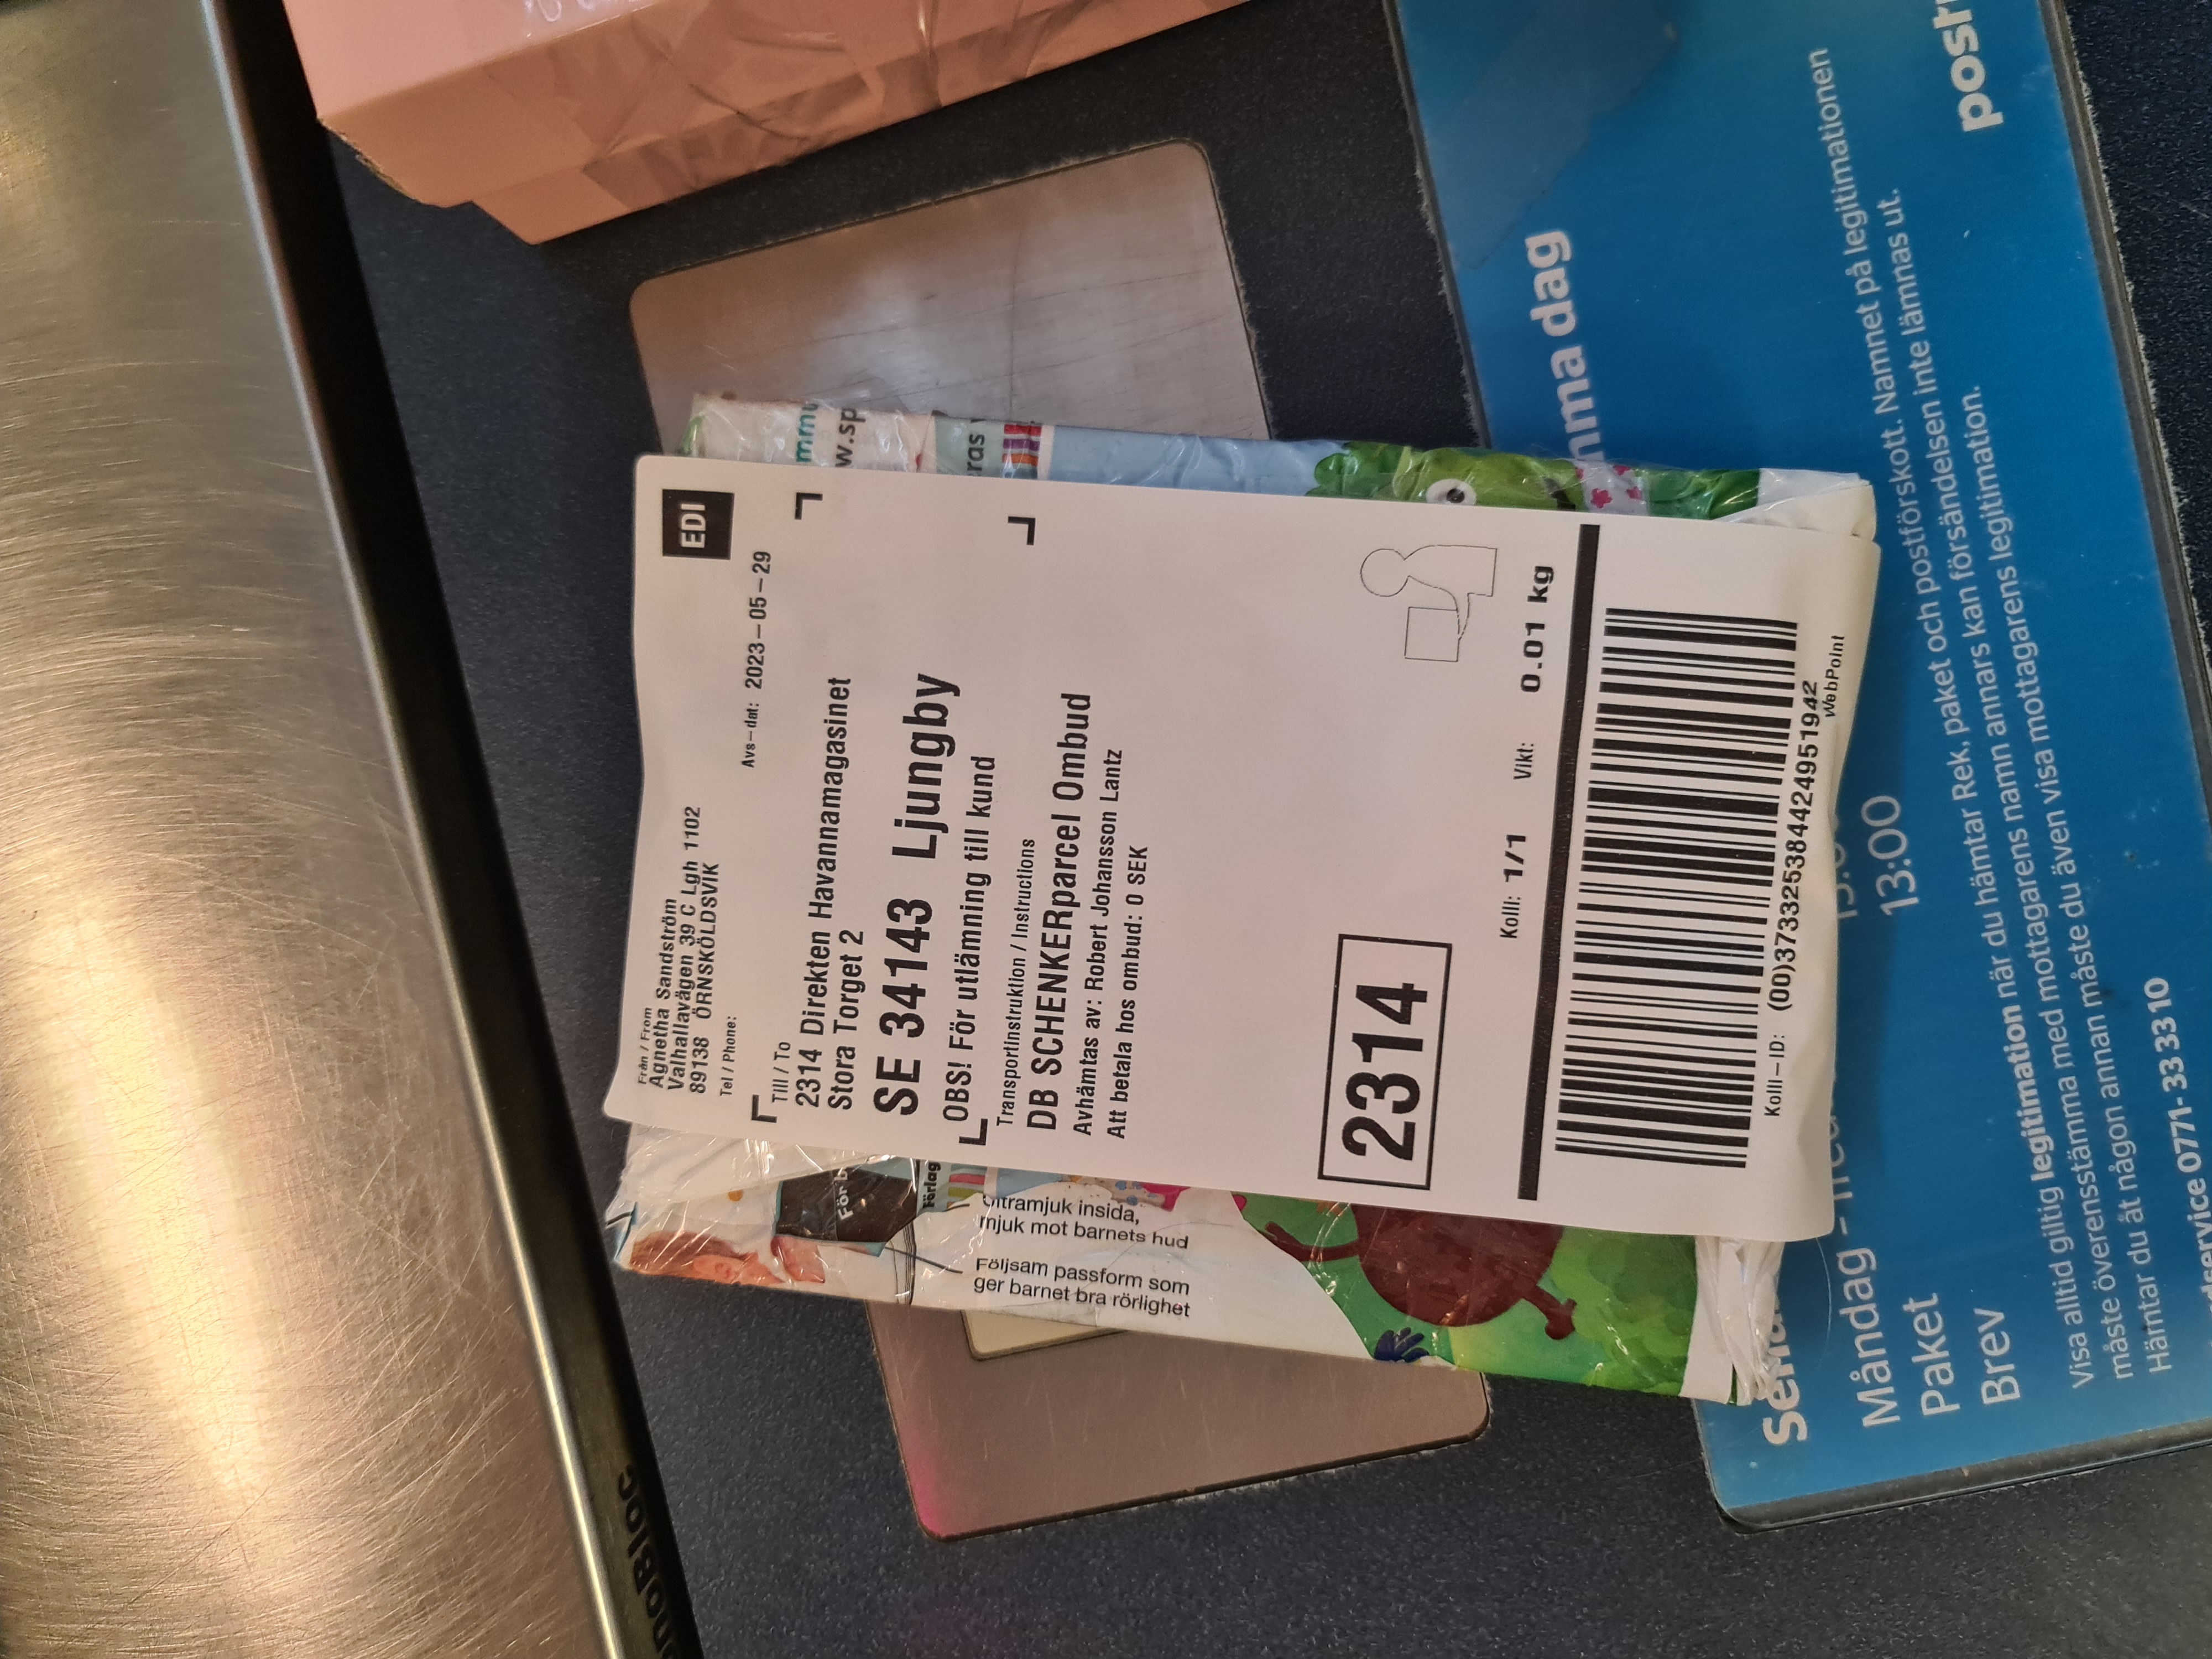 EDI
Från / From
Agnetha Sandström
Valhallavägen 39 C Lgh 1102
89138 ÖRNSKÖLDSVIK
Tel / Phone:
Avs-dat: 2023-05-29
Till / To
2314 Direkten Havannamagasinet
Stora Torget 2
SE 34143 Ljungby
OBS! För utlämning till kund
Transportinstruktion / Instructions
DB SCHENKERparcel Ombud
Avhämtas av: Robert Johansson Lantz
Att betala hos ombud: 0 SEK
2314
Kolli: 1/1 Vikt: 0.01 kg
Kolli-ID: (00)373325384424951942
WebPoint
w.sp
ras
För b
Förlag
Ultramjuk insida,
mjuk mot barnets hud
Följsam passform som
ger barnet bra rörlighet
mma dag
Måndag
Paket
Brev 13:00
Visa alltid giltig legitimation när du hämtar Rek, paket och postförskott. Namnet på legitimationen
måste överensstämma med mottagarens namn annars kan försändelsen inte lämnas ut.
Hämtar du åt någon annan måste du även visa mottagarens legitimation.
service 0771-33 33 10
post